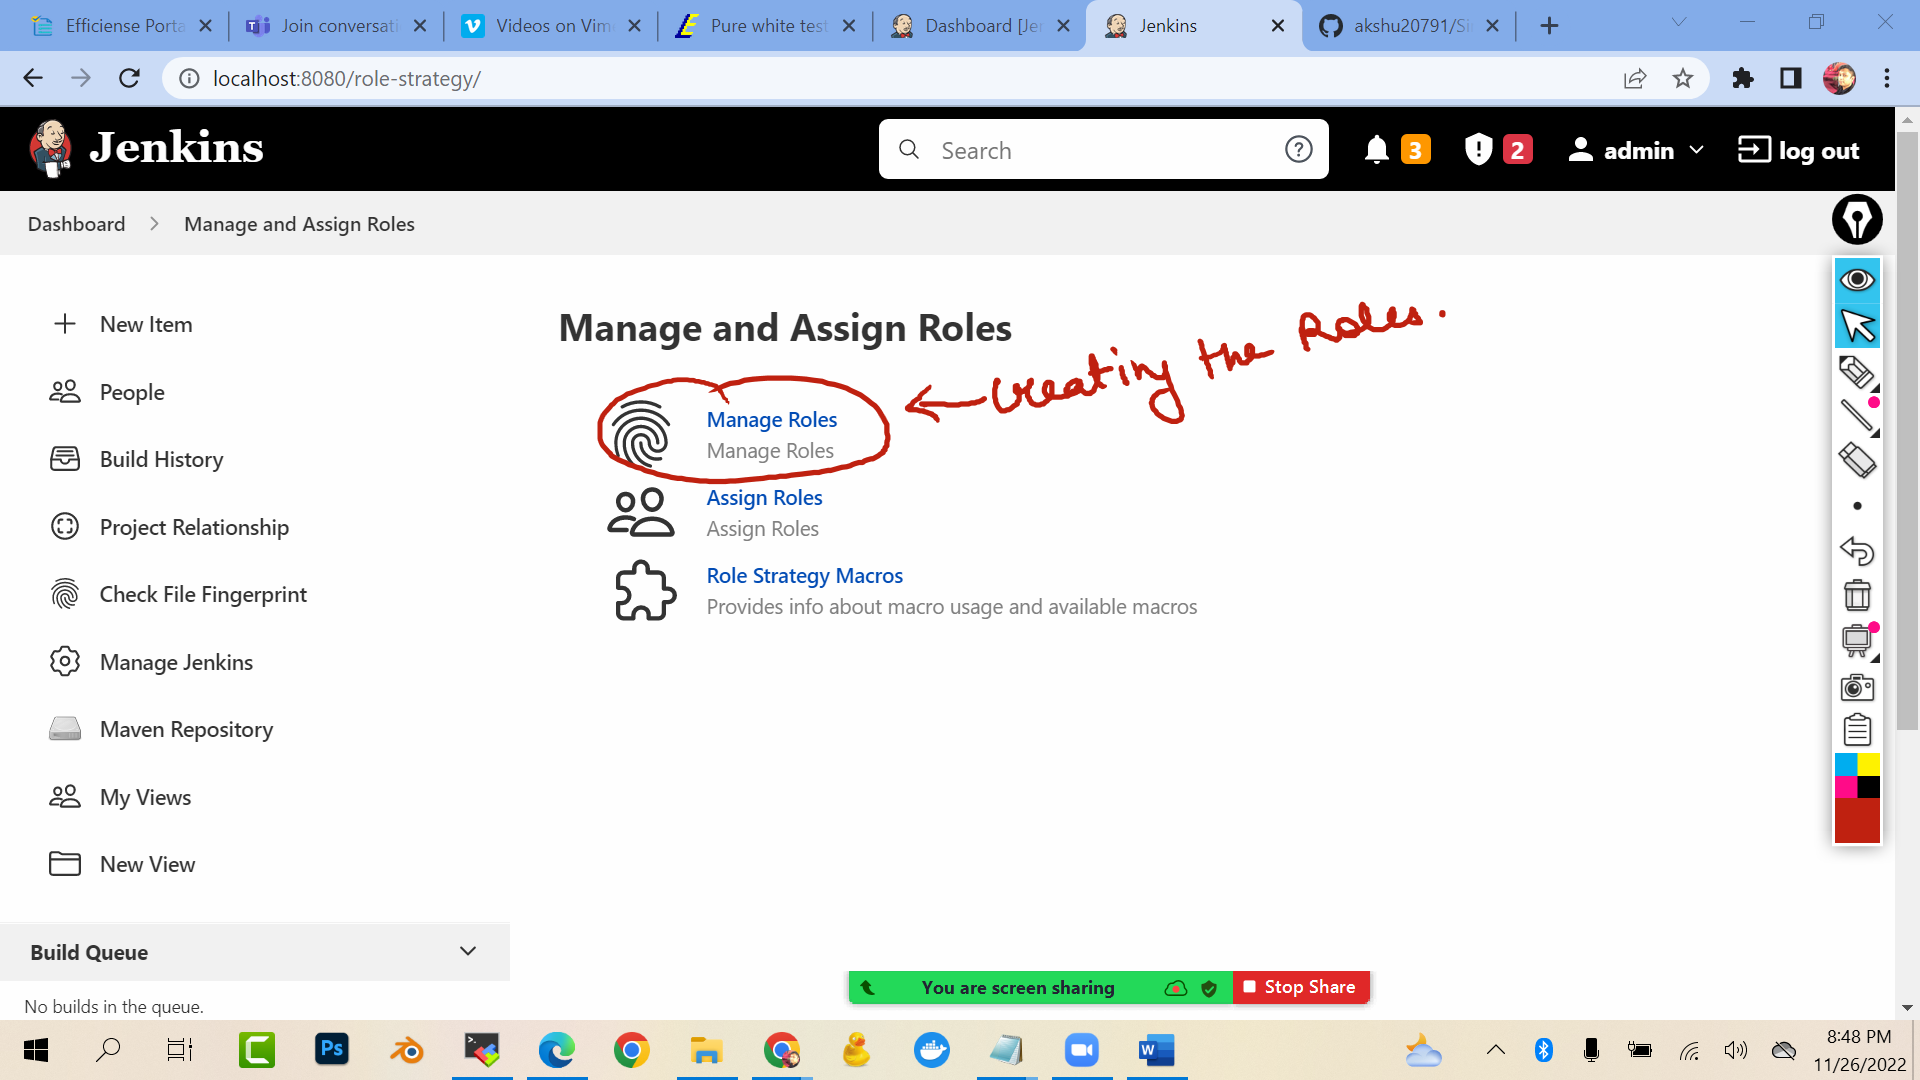 Efficiense Porta
Join conversati
Videos on Vim
Pure white test
Dashboard [Jen
Jenkins
akshu20791/Si
localhost:8080/role-strategy/
Jenkins
Search
3
2
admin
log out
Dashboard
Manage and Assign Roles
New Item
People
Build History
Project Relationship
Check File Fingerprint
Manage Jenkins
Maven Repository
My Views
New View
Build Queue
No builds in the queue.
Manage and Assign Roles
creating the Roles.
Manage Roles
Manage Roles
Assign Roles
Assign Roles
Role Strategy Macros
Provides info about macro usage and available macros
You are screen sharing
Stop Share
Ps
W
8:48 PM
11/26/2022